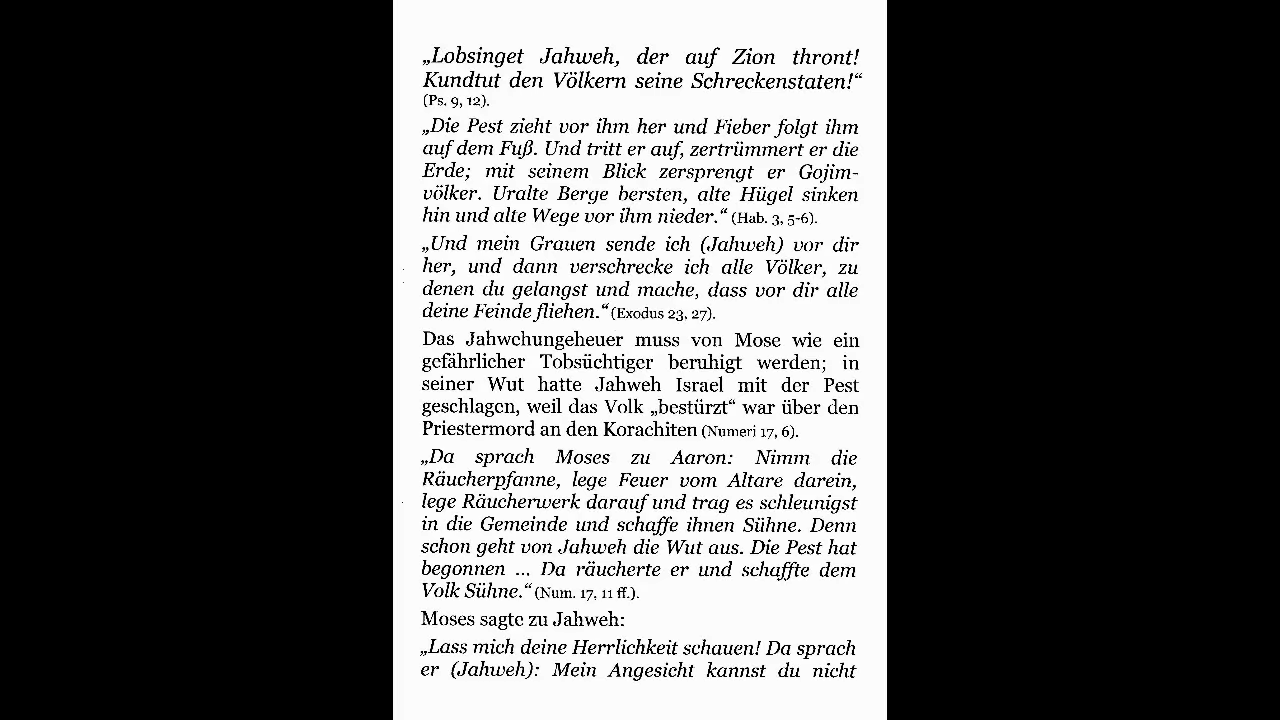 „Lobsinget Jahweh, der auf Zion thront!
Kundtut den Völkern seine Schreckenstaten!“
(Ps. 9, 12).
„Die Pest zieht vor ihm her und Fieber folgt ihm
auf dem Fuß. Und tritt er auf, zertrümmert er die
Erde; mit seinem Blick zersprengt er Gojim-
völker. Uralte Berge bersten, alte Hügel sinken
hin und alte Wege vor ihm nieder.“ (Hab. 3, 5-6).
„Und mein Grauen sende ich (Jahweh) vor dir
her, und dann verschrecke ich alle Völker, zu
denen du gelangst und mache, dass vor dir alle
deine Feinde fliehen.“ (Exodus 23, 27).
Das Jahwehungeheuer muss von Mose wie ein
gefährlicher Tobsüchtiger beruhigt werden; in
seiner Wut hatte Jahweh Israel mit der Pest
geschlagen, weil das Volk „bestürzt“ war über den
Priestermord an den Korachiten (Numeri 17, 6).
„Da sprach Moses zu Aaron: Nimm die
Räucherpfanne, lege Feuer vom Altare darein,
lege Räucherwerk darauf und trag es schleunigst
in die Gemeinde und schaffe ihnen Sühne. Denn
schon geht von Jahweh die Wut aus. Die Pest hat
begonnen ... Da räucherte er und schaffte dem
Volk Sühne.“ (Num. 17, 11 ff.).
Moses sagte zu Jahweh:
„Lass mich deine Herrlichkeit schauen! Da sprach
er (Jahweh): Mein Angesicht kannst du nicht